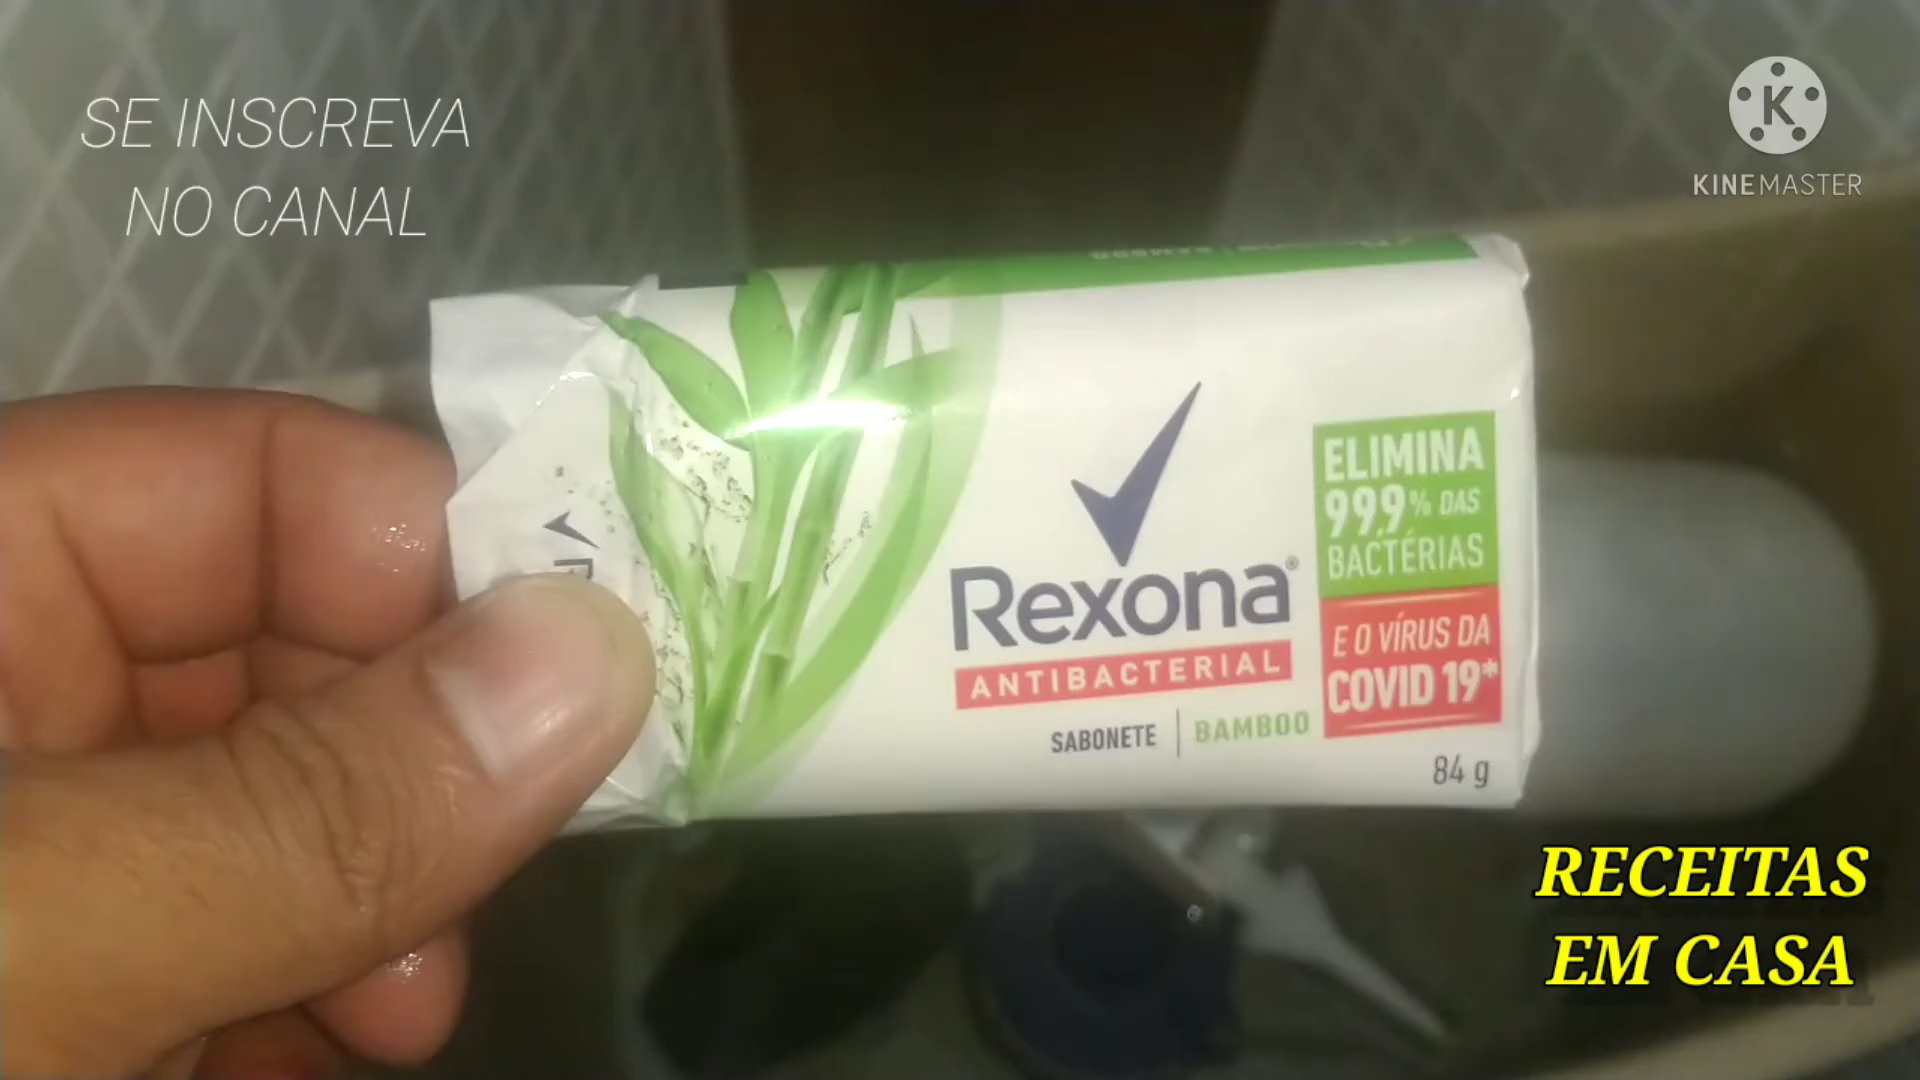 SE INSCREVA
NO CANAL
K
KINEMASTER
Rexona®
ANTIBACTERIAL
SABONETE | BAMBOO
ELIMINA
99,9% DAS
BACTÉRIAS
E O VÍRUS DA
COVID 19*
84 g
RECEITAS
EM CASA